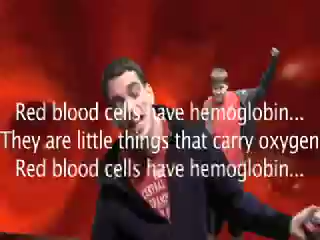 Red blood cells have hemoglobin...
They are little things that carry oxygen
Red blood cells have hemoglobin...